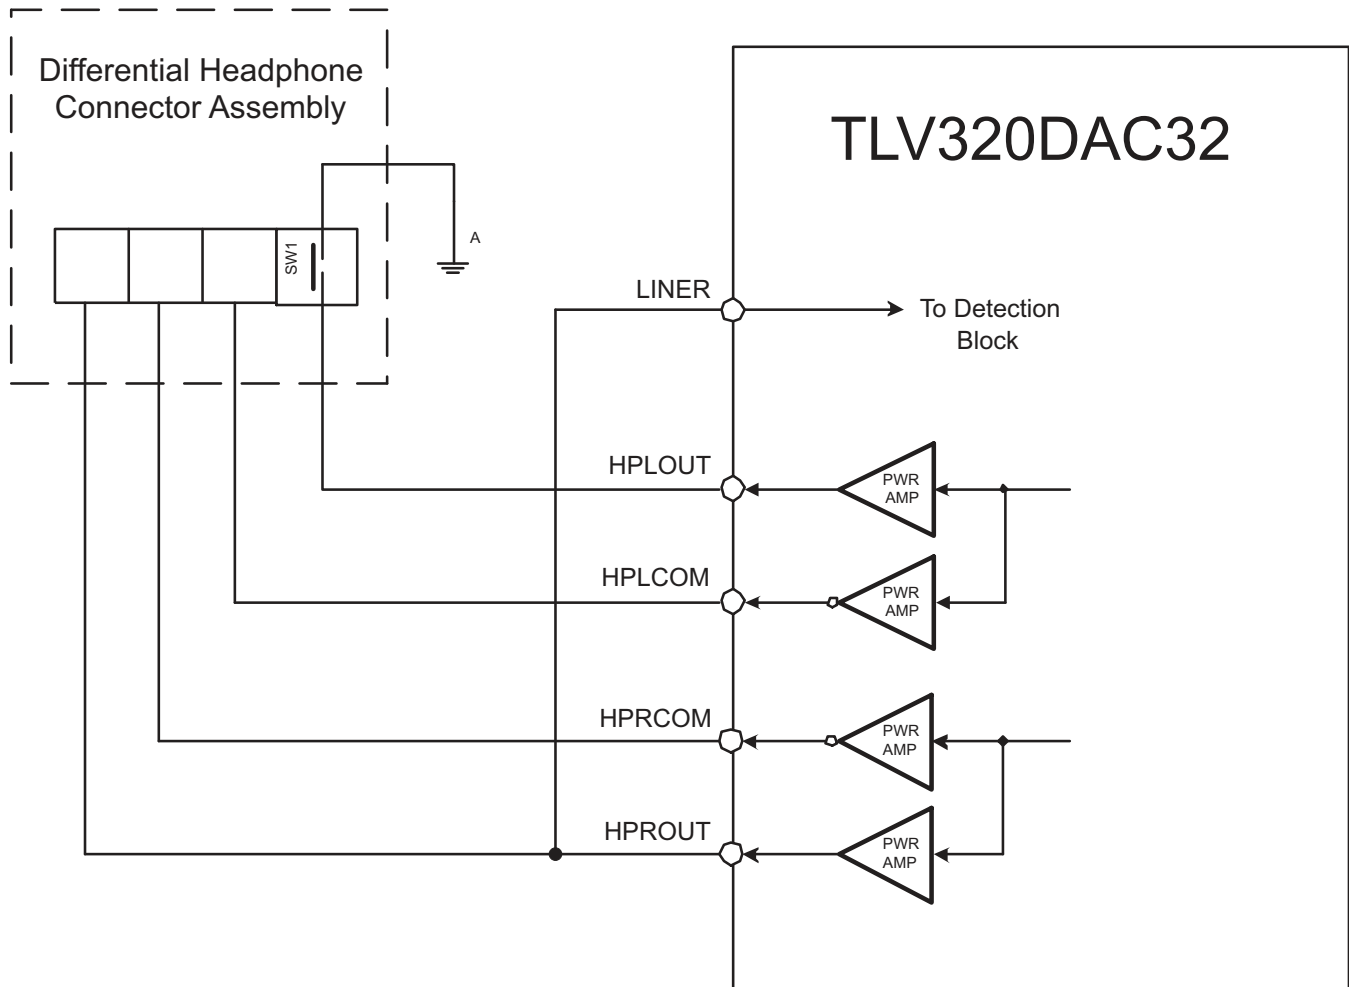 Differential Headphone
Connector Assembly
TLV320DAC32
SW1
A
LINER
To Detection
Block
HPLOUT
PWR
AMP
HPLCOM
PWR
AMP
HPRCOM
PWR
AMP
HPROUT
PWR
AMP